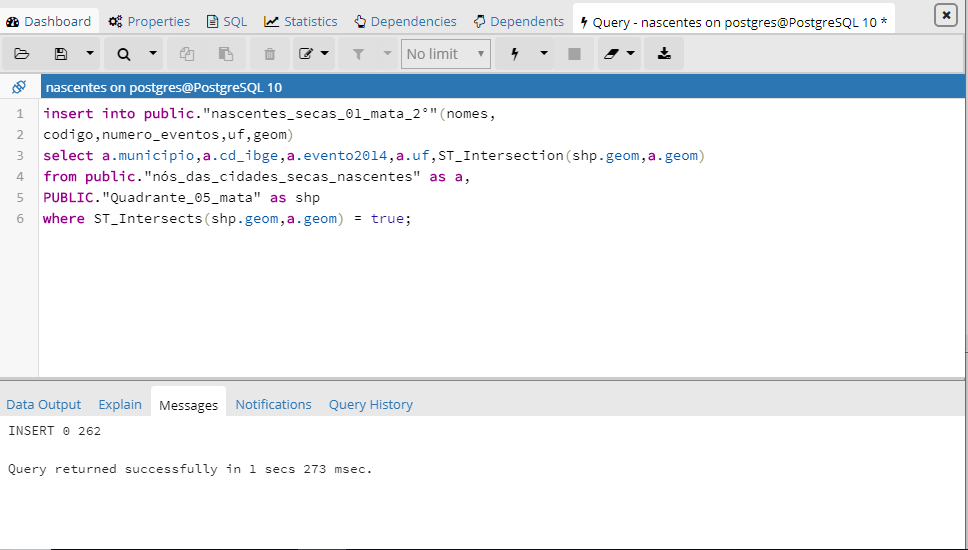 Dashboard Properties SQL Statistics Dependencies Dependents Query - nascentes on postgres@PostgreSQL 10 *
No limit
nascentes on postgres@PostgreSQL 10
1 insert into public."nascentes_secas_01_mata_2°"(nomes,
2 codigo,numero_eventos,uf,geom)
3 select a.municipio,a.cd_ibge,a.evento2014,a.uf,ST_Intersection(shp.geom,a.geom)
4 from public."nós_das_cidades_secas_nascentes" as a,
5 PUBLIC."Quadrante_05_mata" as shp
6 where ST_Intersects(shp.geom,a.geom) = true;
Data Output Explain Messages Notifications Query History
INSERT 0 262
Query returned successfully in 1 secs 273 msec.